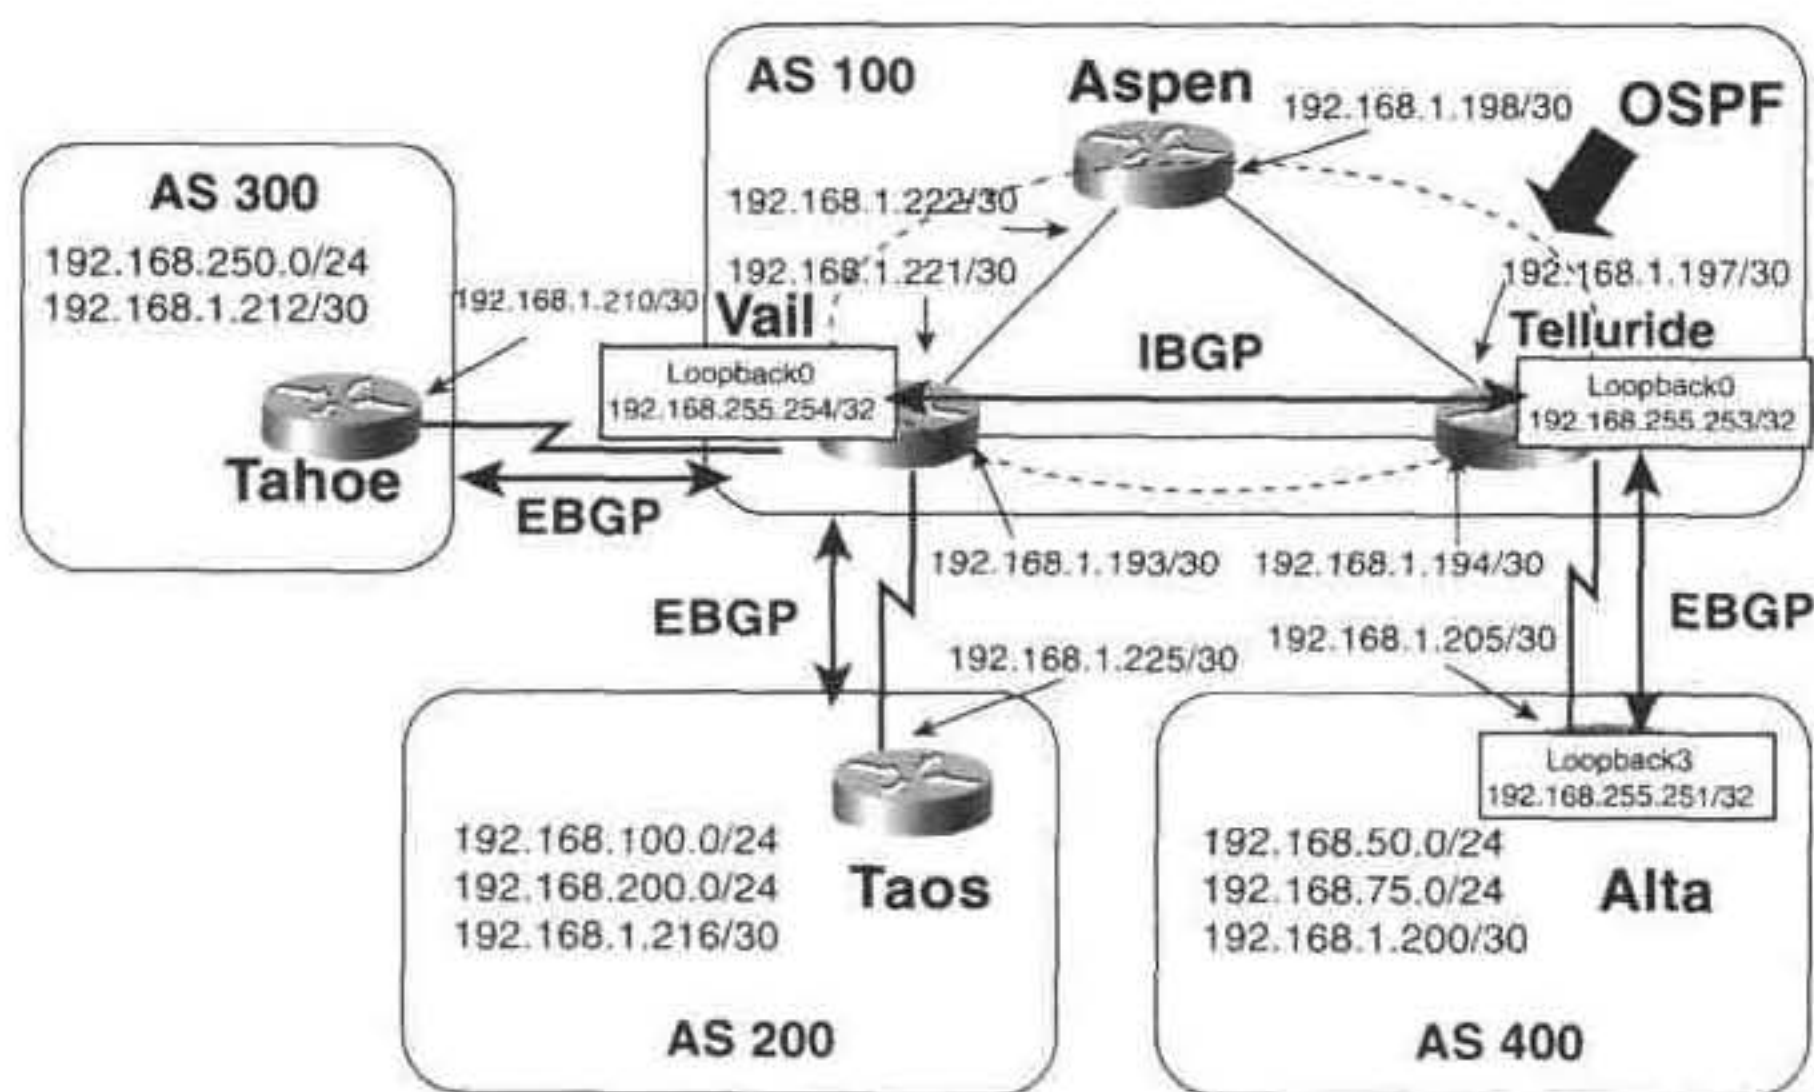 AS 100
Aspen
192.168.1.198/30
OSPF
AS 300
192.168.250.0/24
192.168.1.212/30
192.168.1.210/30
192.168.1.222/30
192.168.1.221/30
192.168.1.197/30
Vail
IBGP
Telluride
Loopback0
192.168.255.254/32
Loopback0
192.168.255.253/32
Tahoe
EBGP
192.168.1.193/30
192.168.1.194/30
EBGP
EBGP
192.168.1.225/30
192.168.1.205/30
Loopback3
192.168.255.251/32
192.168.100.0/24
192.168.200.0/24
192.168.1.216/30
Taos
192.168.50.0/24
192.168.75.0/24
192.168.1.200/30
Alta
AS 200
AS 400